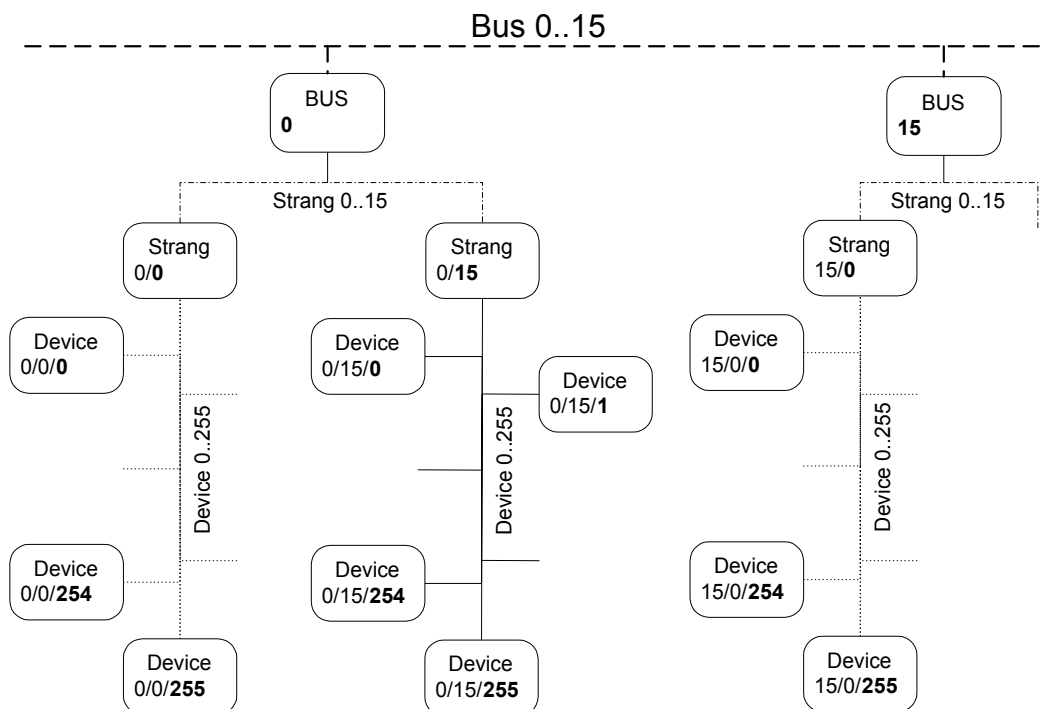 Bus 0..15
BUS
0
BUS
15
Strang 0..15
Strang 0..15
Strang
0/0
Strang
0/15
Strang
15/0
Device
0/0/0
Device
0/15/0
Device
0/15/1
Device
15/0/0
Device 0..255
Device 0..255
Device 0..255
Device
0/0/254
Device
0/15/254
Device
15/0/254
Device
0/0/255
Device
0/15/255
Device
15/0/255